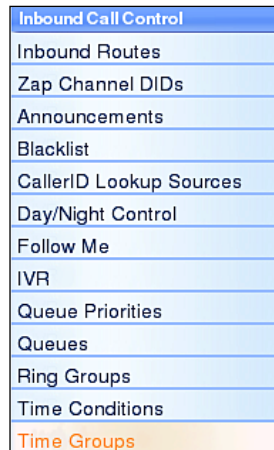 Inbound Call Control
Inbound Routes
Zap Channel DIDs
Announcements
Blacklist
CallerID Lookup Sources
Day/Night Control
Follow Me
IVR
Queue Priorities
Queues
Ring Groups
Time Conditions
Time Groups